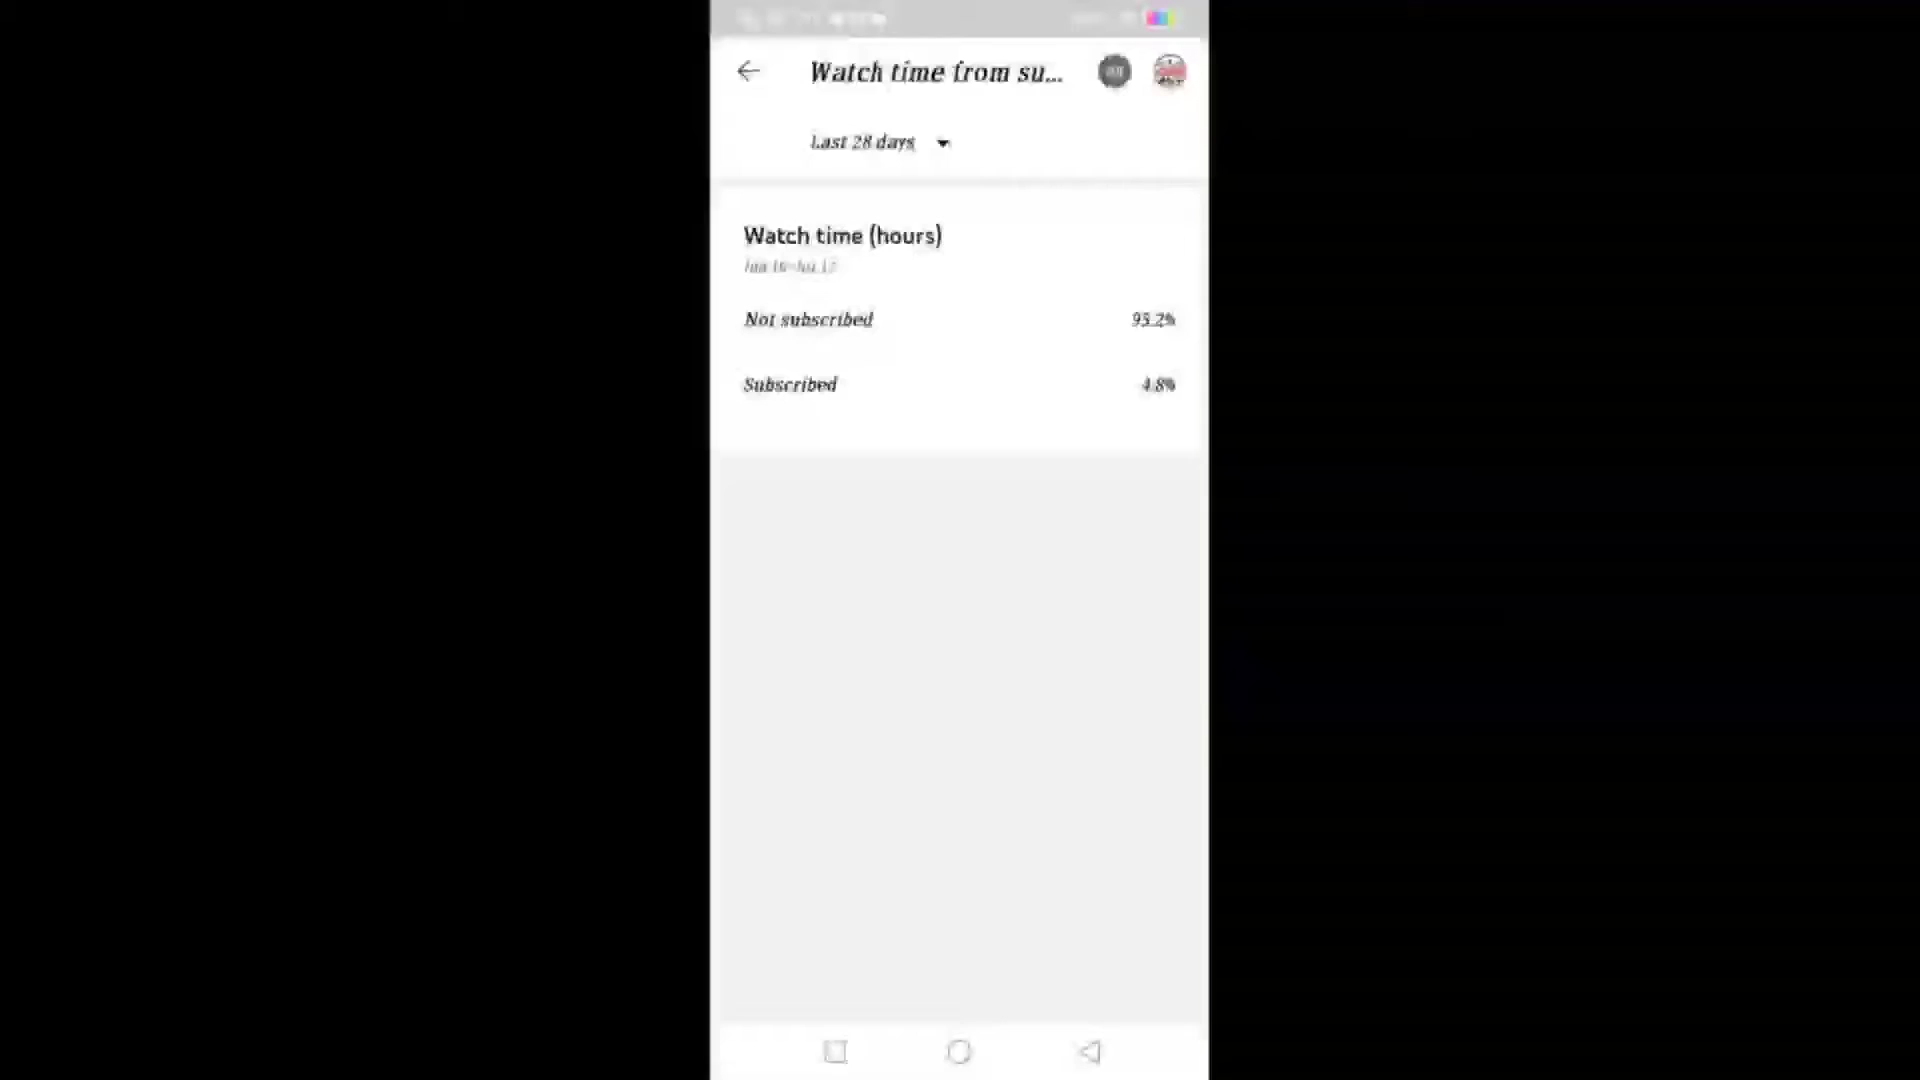 Watch time from su...
Last 28 days
Watch time (hours)
Not subscribed 95.2%
Subscribed 4.8%